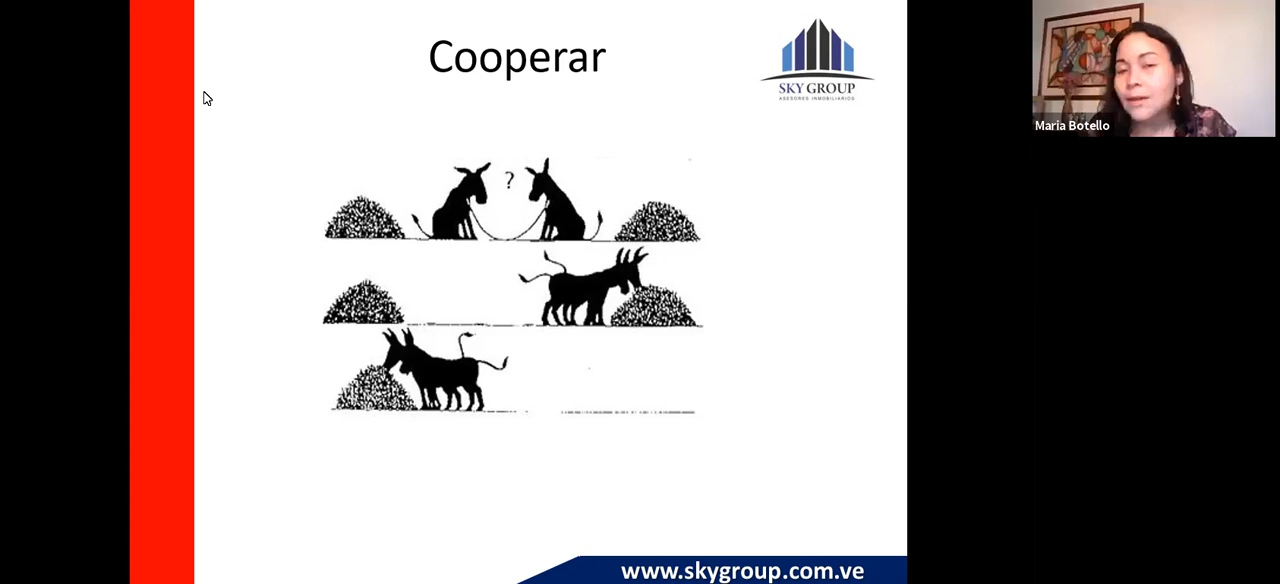 Cooperar
SKY GROUP
ASESORES INMOBILIARIOS
Maria Botello
?
www.skygroup.com.ve